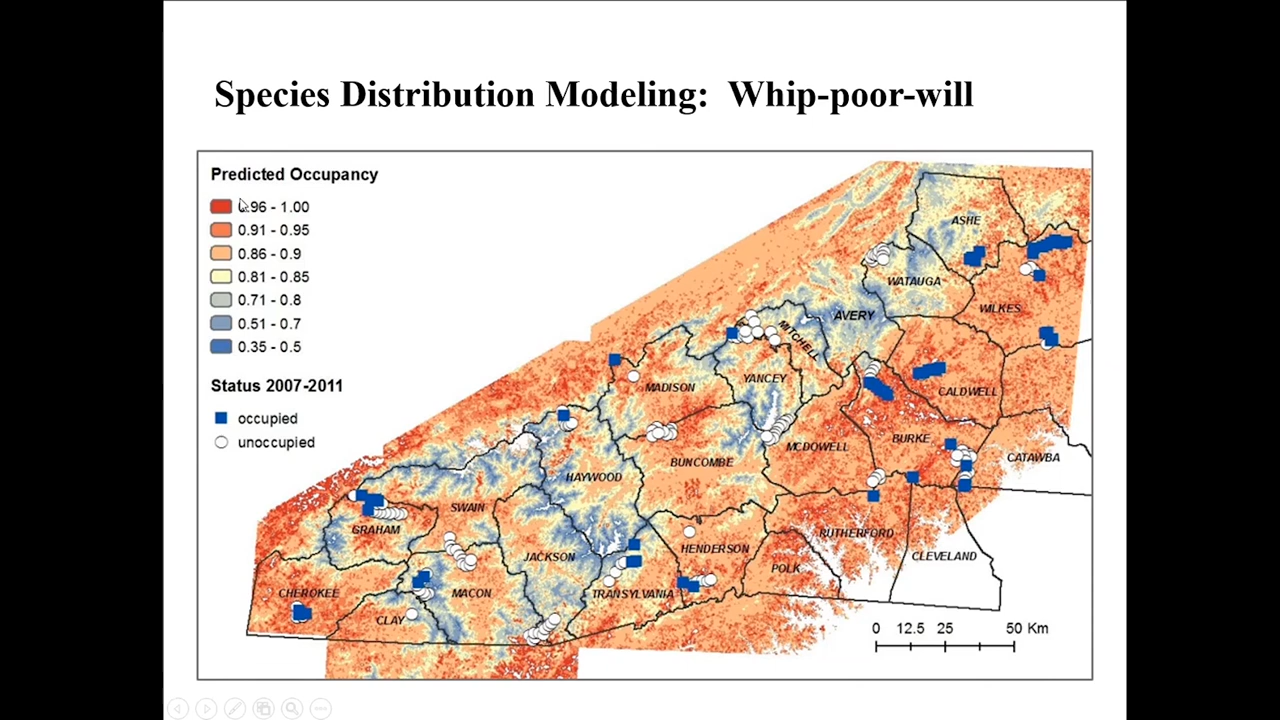 Species Distribution Modeling: Whip-poor-will
Predicted Occupancy
0.96 - 1.00
0.91 - 0.95
0.86 - 0.9
0.81 - 0.85
0.71 - 0.8
0.51 - 0.7
0.35 - 0.5
Status 2007-2011
occupied
unoccupied
ASHE
WATAUGA
WILKES
AVERY
MITCHELL
YANCEY
MADISON
CALDWELL
BURKE
MCDOWELL
CATAWBA
BUNCOMBE
HAYWOOD
SWAIN
GRAHAM
JACKSON
HENDERSON
RUTHERFORD
CLEVELAND
POLK
CHEROKEE
MACON
TRANSYLVANIA
CLAY
0 12.5 25 50 Km